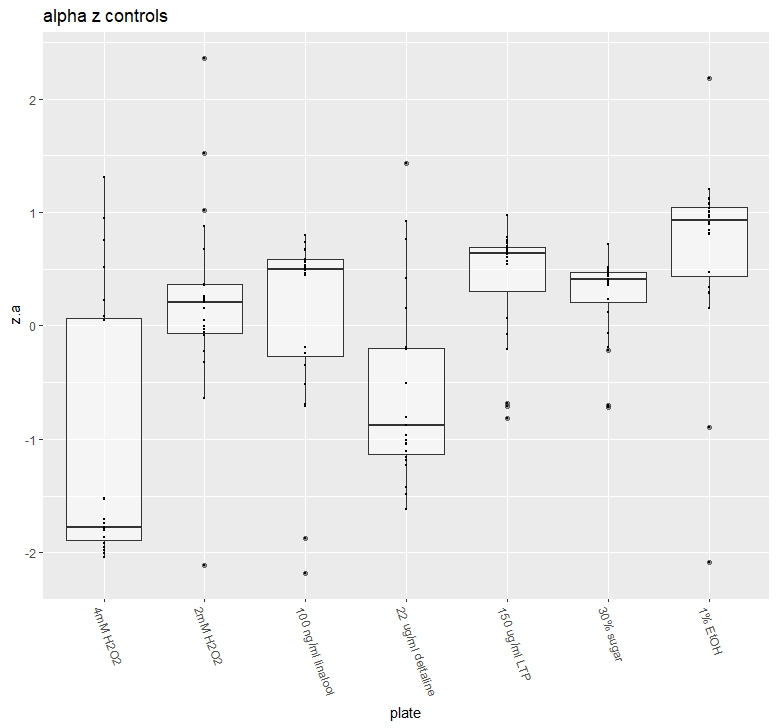 alpha z controls
2
1
0
-1
-2
z.a
4mM H2O2
2mM H2O2
100 ng/ml linalool
22 ug/ml deltaline
150 ug/ml LTP
30% sugar
1% EtOH
plate